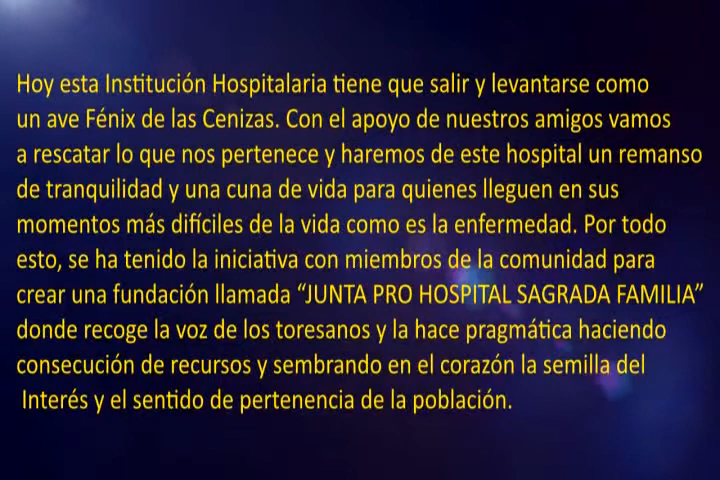 Hoy esta Institución Hospitalaria tiene que salir y levantarse como
un ave Fénix de las Cenizas. Con el apoyo de nuestros amigos vamos
a rescatar lo que nos pertenece y haremos de este hospital un remanso
de tranquilidad y una cuna de vida para quienes lleguen en sus
momentos más difíciles de la vida como es la enfermedad. Por todo
esto, se ha tenido la iniciativa con miembros de la comunidad para
crear una fundación llamada “JUNTA PRO HOSPITAL SAGRADA FAMILIA”
donde recoge la voz de los toresanos y la hace pragmática haciendo
consecución de recursos y sembrando en el corazón la semilla del
Interés y el sentido de pertenencia de la población.